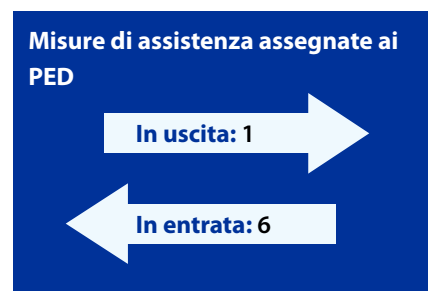 Misure di assistenza assegnate ai
PED
In uscita: 1
In entrata: 6